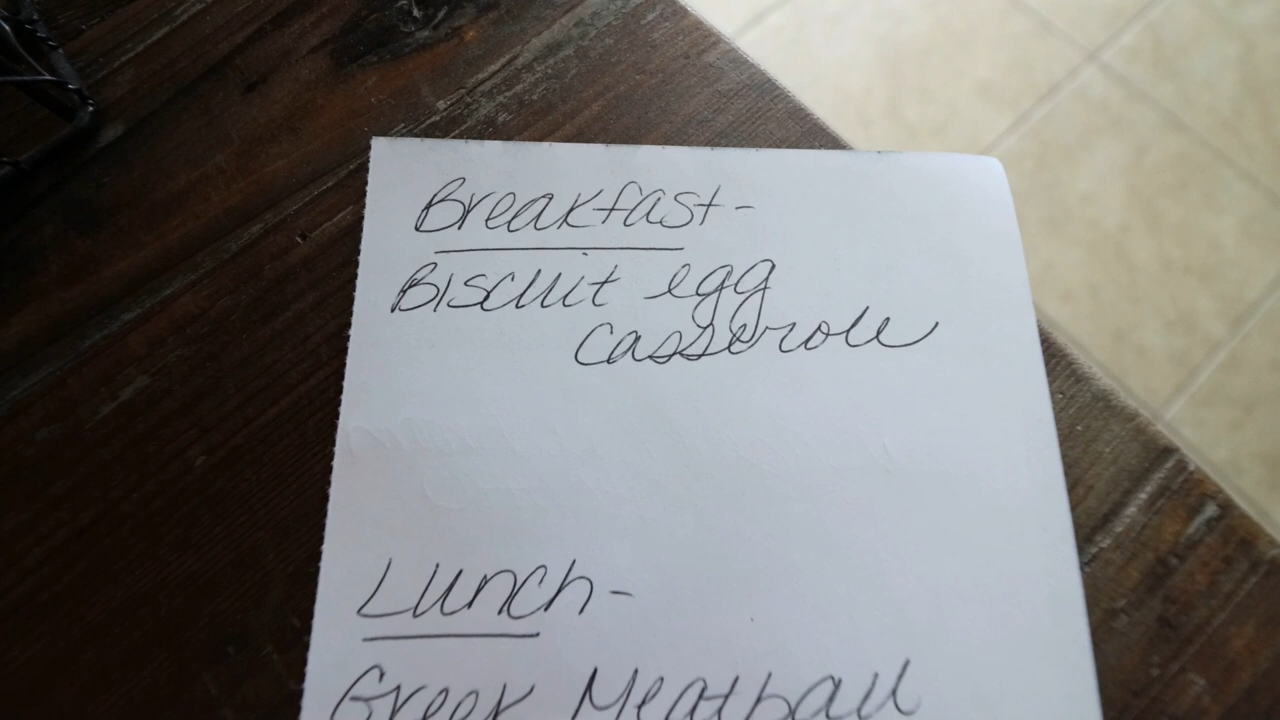 Breakfast-
Biscuit egg
casserole
Lunch-
Greek Meatball